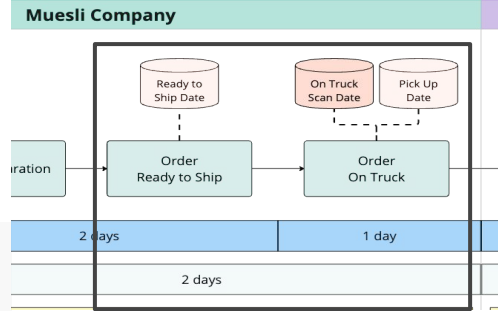 Muesli Company
Ready to
Ship Date
On Truck
Scan Date
Pick Up
Date
aration
Order
Ready to Ship
Order
On Truck
2 days
1 day
2 days